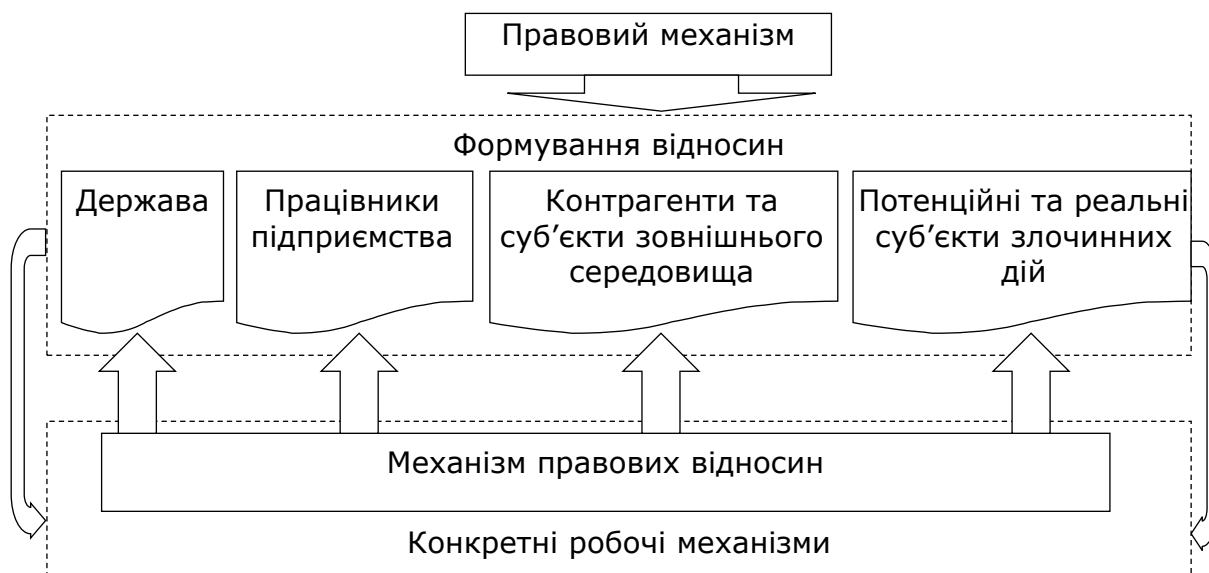 Правовий механізм
Формування відносин
Держава
Працівники
підприємства
Контрагенти та
суб’єкти зовнішнього
середовища
Потенційні та реальні
суб’єкти злочинних
дій
Механізм правових відносин
Конкретні робочі механізми